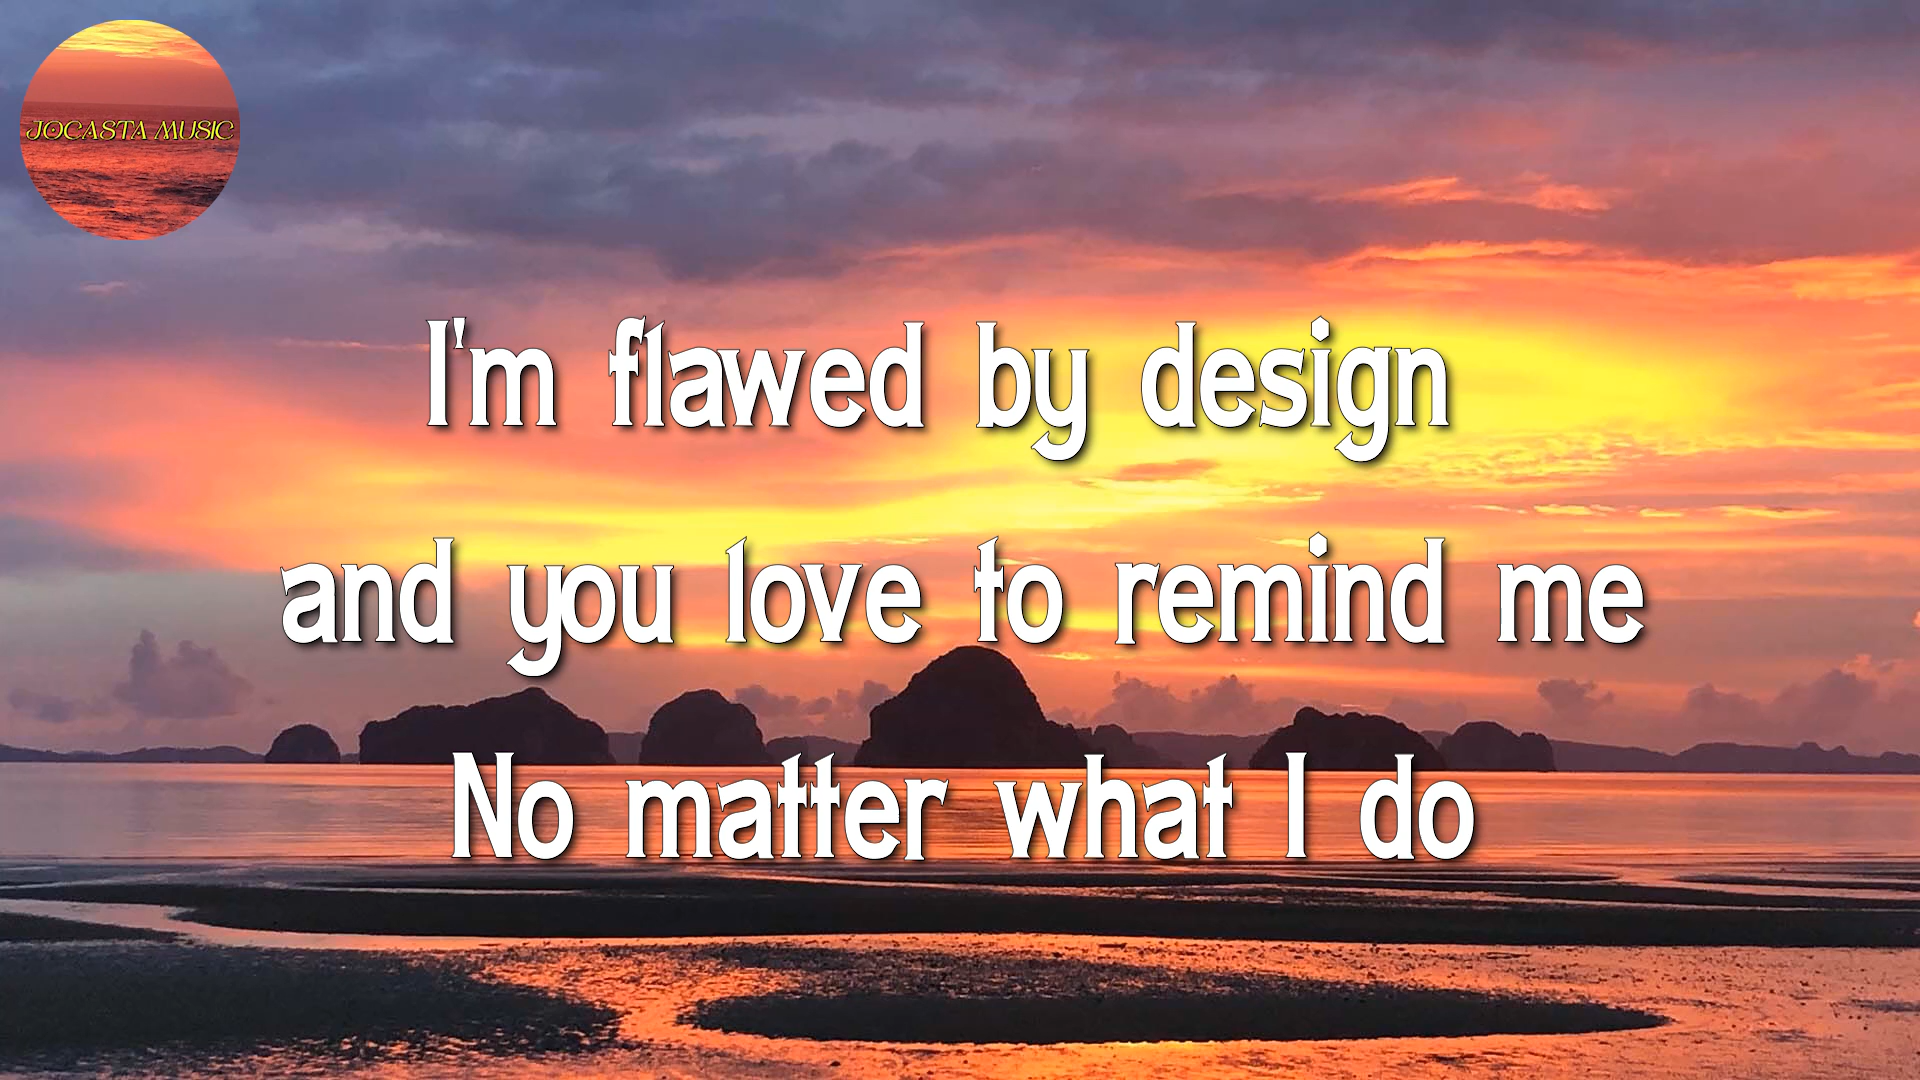 JOCASTA MUSIC
I'm flawed by design
and you love to remind me
No matter what I do